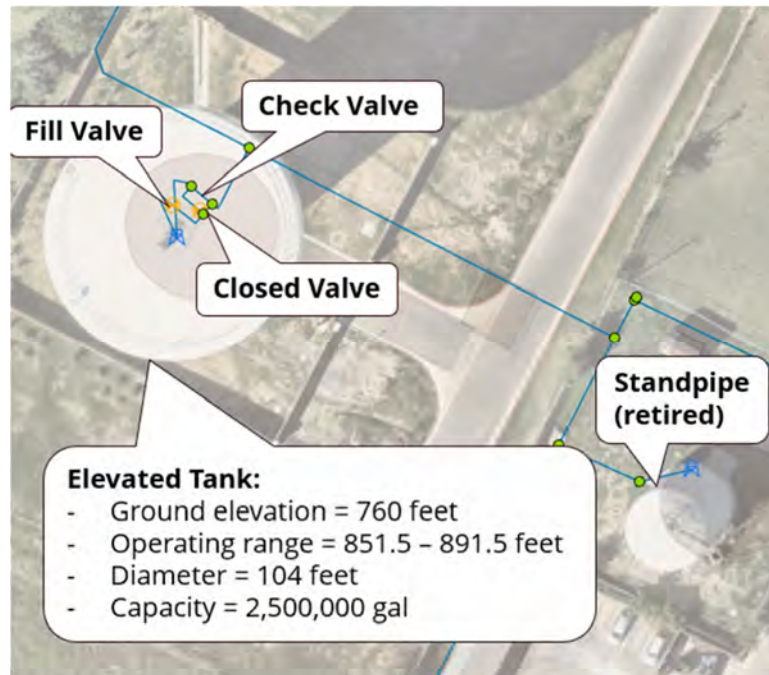 Check Valve
Fill Valve
Closed Valve
Standpipe
(retired)
Elevated Tank:
- Ground elevation = 760 feet
- Operating range = 851.5 – 891.5 feet
- Diameter = 104 feet
- Capacity = 2,500,000 gal